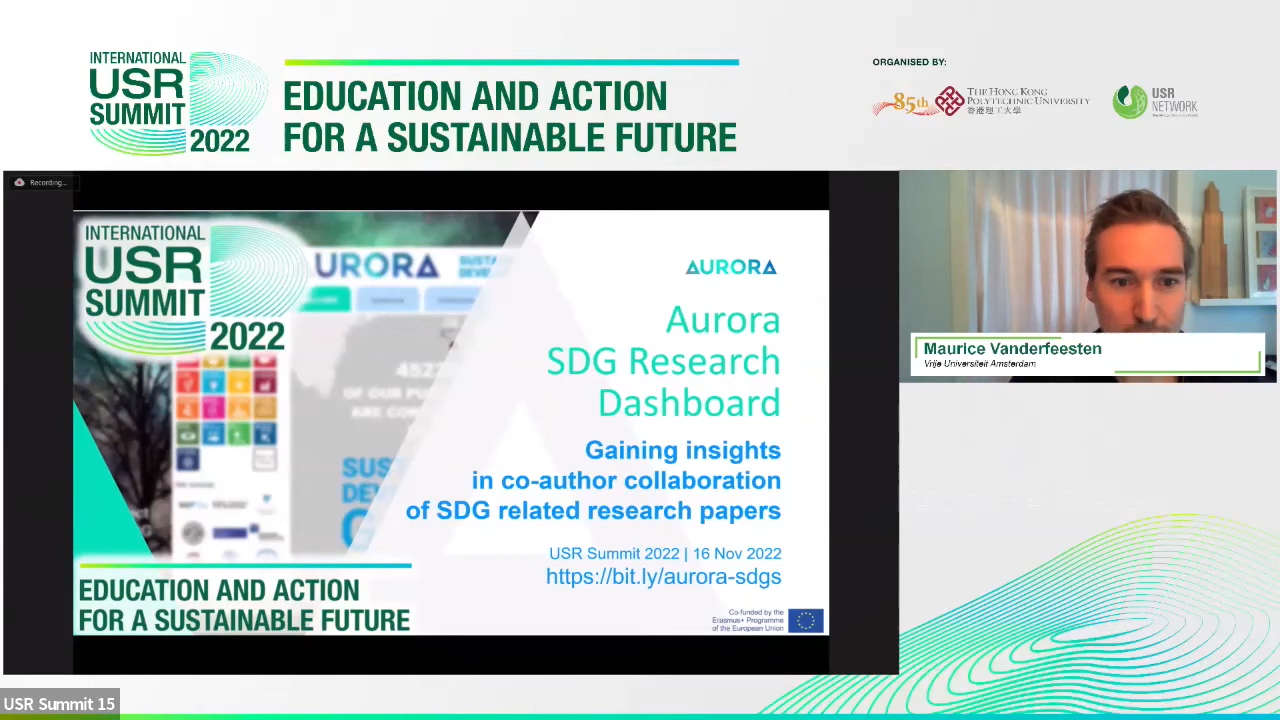 INTERNATIONAL
USR
SUMMIT
2022
EDUCATION AND ACTION
FOR A SUSTAINABLE FUTURE
ORGANISED BY:
85th
THE HONG KONG
POLYTECHNIC UNIVERSITY
香港理工大學
USR
NETWORK
Recording...
INTERNATIONAL
USR
SUMMIT
2022
URORA
AURORA
Aurora
SDG Research
Dashboard
Gaining insights
in co-author collaboration
of SDG related research papers
USR Summit 2022 | 16 Nov 2022
https://bit.ly/aurora-sdgs
EDUCATION AND ACTION
FOR A SUSTAINABLE FUTURE
Co-funded by the
Erasmus+ Programme
of the European Union
Maurice Vanderfeesten
Vrije Universiteit Amsterdam
USR Summit 15